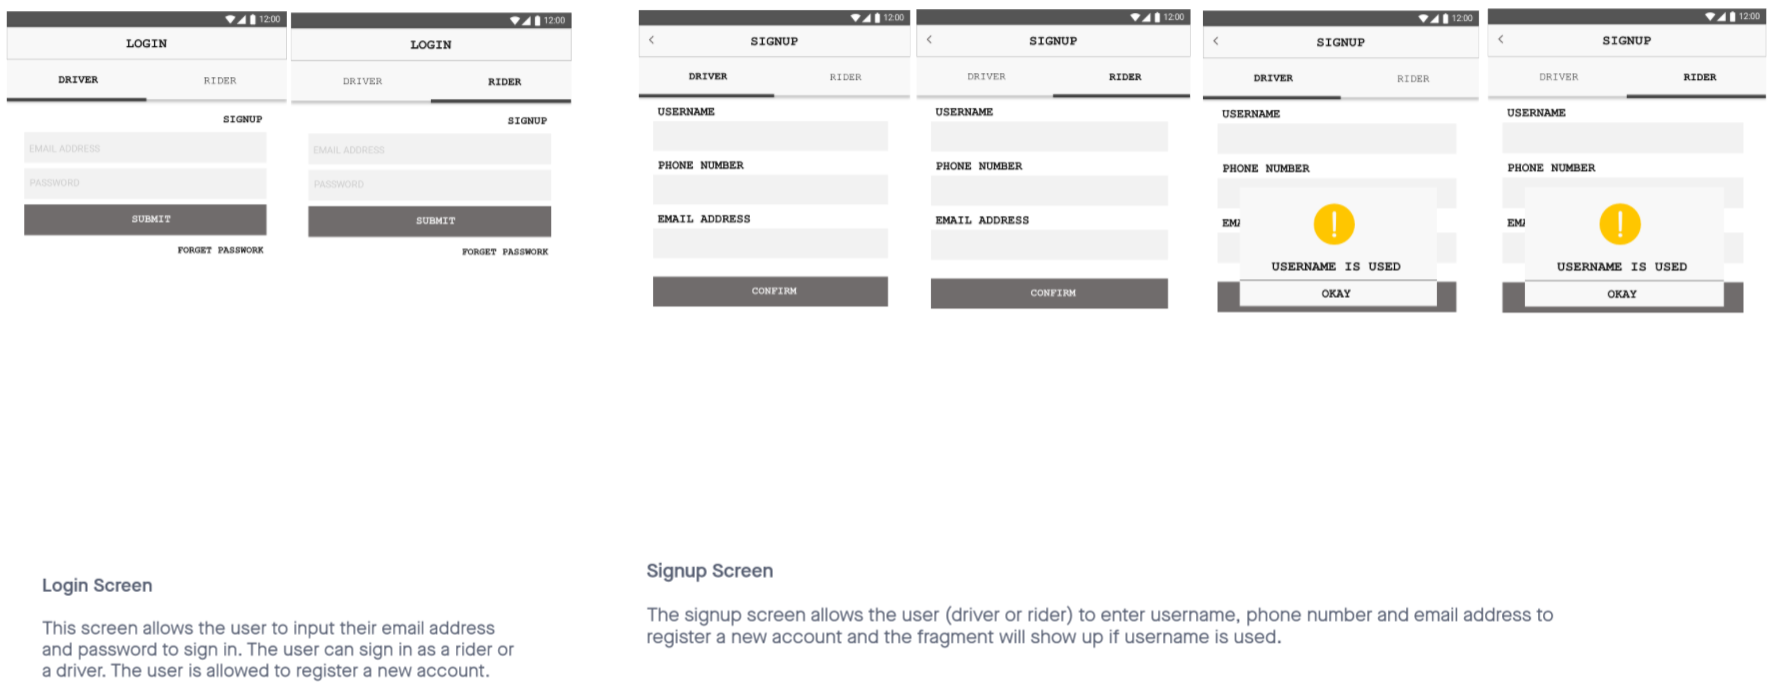 12:00
LOGIN
DRIVER RIDER
SIGNUP
EMAIL ADDRESS
PASSWORD
SUBMIT
FORGET PASSWORK
12:00
LOGIN
DRIVER RIDER
SIGNUP
EMAIL ADDRESS
PASSWORD
SUBMIT
FORGET PASSWORK
12:00
SIGNUP
DRIVER RIDER
USERNAME
PHONE NUMBER
EMAIL ADDRESS
CONFIRM
12:00
SIGNUP
DRIVER RIDER
USERNAME
PHONE NUMBER
EMAIL ADDRESS
CONFIRM
12:00
SIGNUP
DRIVER RIDER
USERNAME
PHONE NUMBER
EMA
USERNAME IS USED
OKAY
12:00
SIGNUP
DRIVER RIDER
USERNAME
PHONE NUMBER
EMA
USERNAME IS USED
OKAY
Login Screen
This screen allows the user to input their email address
and password to sign in. The user can sign in as a rider or
a driver. The user is allowed to register a new account.
Signup Screen
The signup screen allows the user (driver or rider) to enter username, phone number and email address to
register a new account and the fragment will show up if username is used.